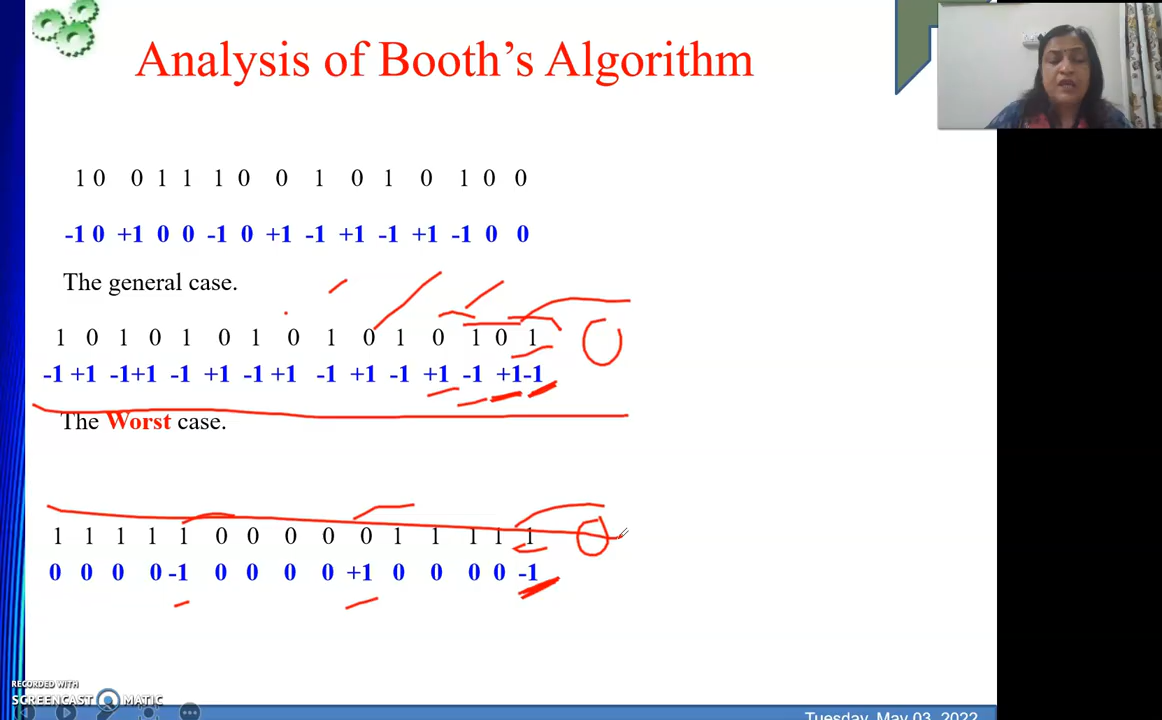 Analysis of Booth's Algorithm
1 0 0 1 1 1 0 0 1 0 1 0 1 0 0
-1 0 +1 0 0 -1 0 +1 -1 +1 -1 +1 -1 0 0
The general case.
1 0 1 0 1 0 1 0 1 0 1 0 1 0 1 0
-1 +1 -1+1 -1 +1 -1 +1 -1 +1 -1 +1 -1 +1-1
The Worst case.
1 1 1 1 1 0 0 0 0 0 1 1 1 1 1 0
0 0 0 0 -1 0 0 0 0 +1 0 0 0 0 -1
RECORDED WITH
SCREENCAST MATIC
Tuesday, May 03, 2022